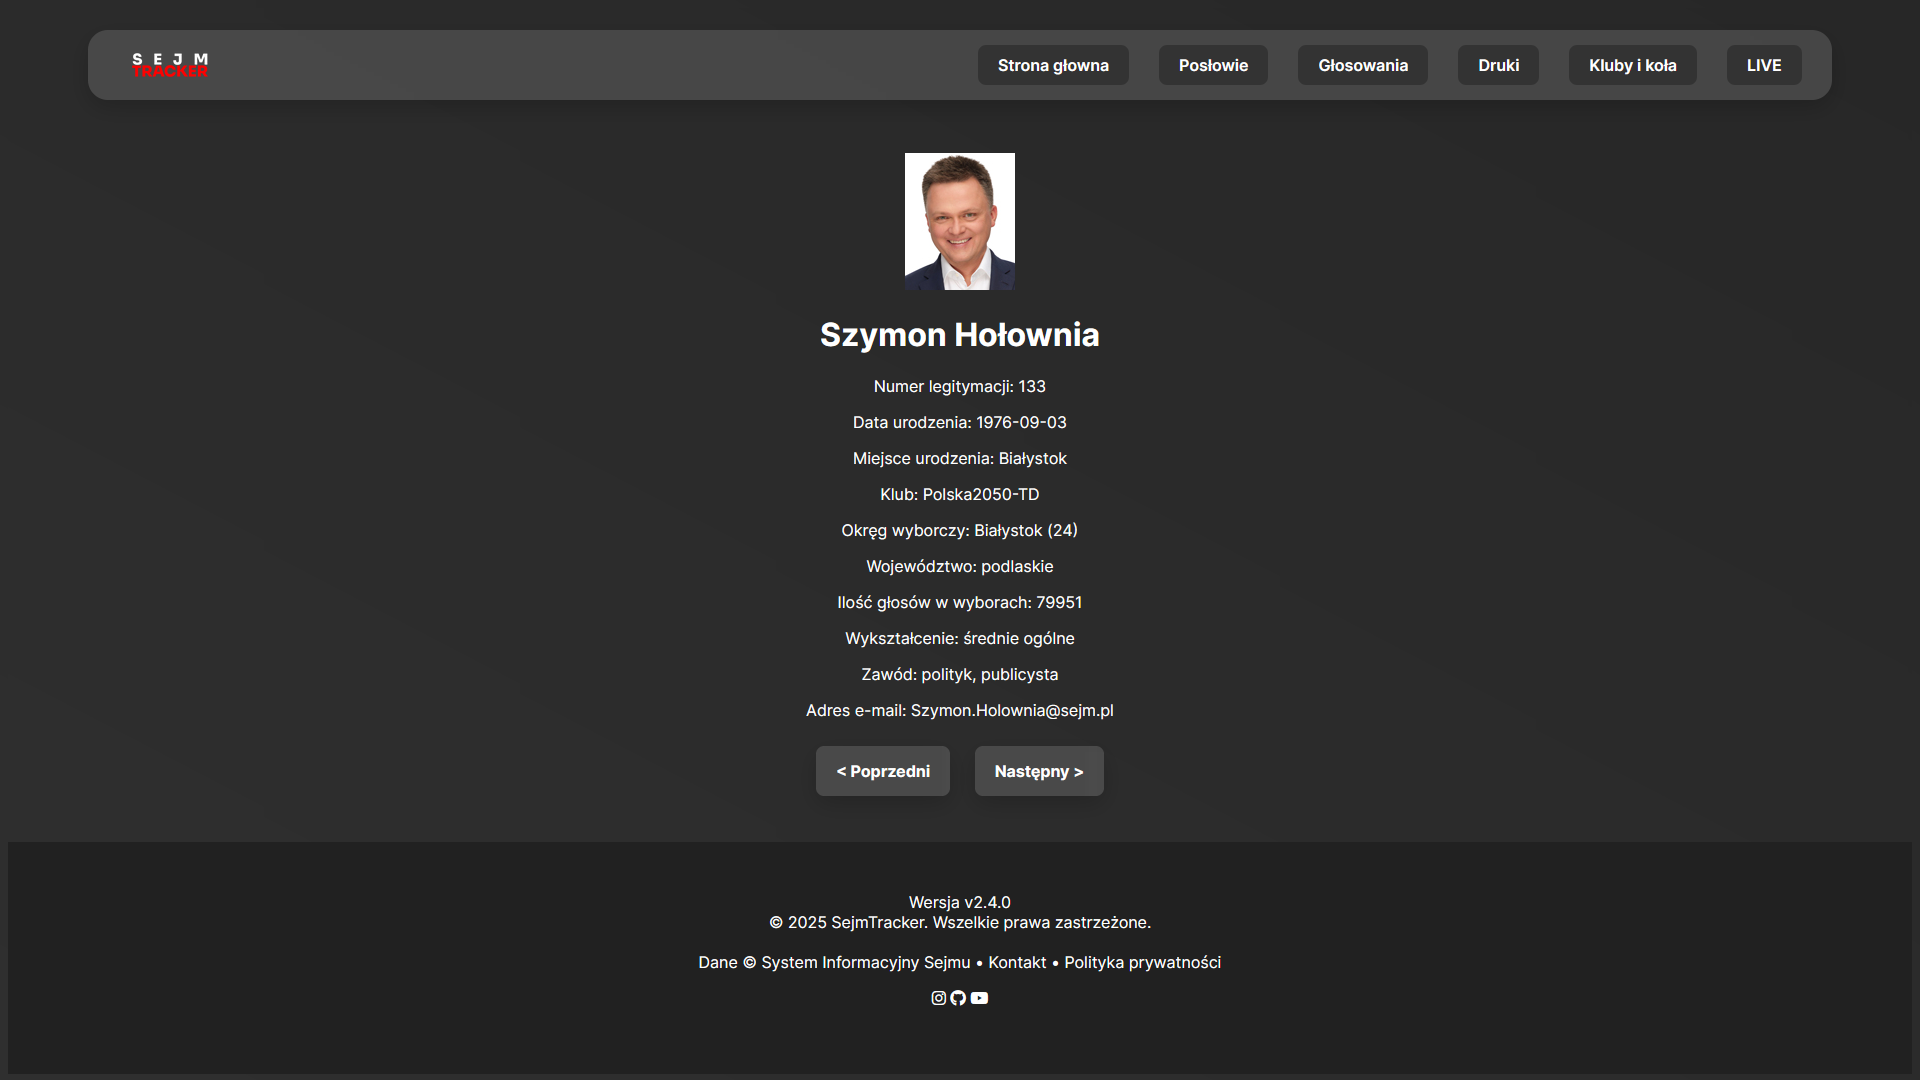 S E J M
TRACKER
Strona głowna
Posłowie
Głosowania
Druki
Kluby i koła
LIVE
Szymon Hołownia
Numer legitymacji: 133
Data urodzenia: 1976-09-03
Miejsce urodzenia: Białystok
Klub: Polska2050-TD
Okręg wyborczy: Białystok (24)
Województwo: podlaskie
Ilość głosów w wyborach: 79951
Wykształcenie: średnie ogólne
Zawód: polityk, publicysta
Adres e-mail: Szymon.Holownia@sejm.pl
< Poprzedni
Następny >
Wersja v2.4.0
© 2025 SejmTracker. Wszelkie prawa zastrzeżone.
Dane © System Informacyjny Sejmu • Kontakt • Polityka prywatności